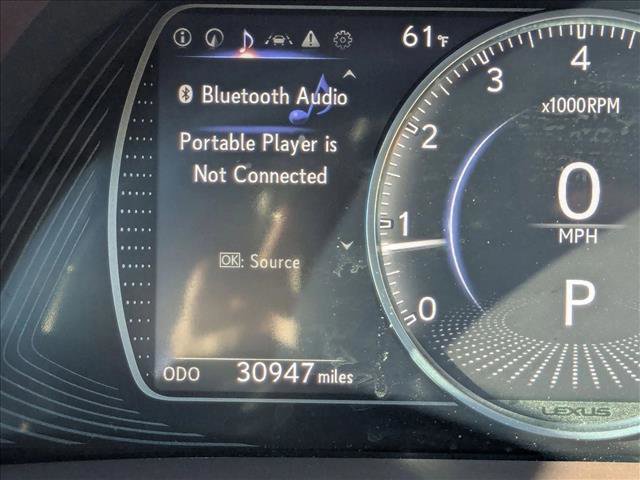 61°F
Bluetooth Audio
Portable Player is
Not Connected
OK: Source
ODO 30947 miles
4
3
2
1
0
x1000RPM
0
MPH
P
LEXUS